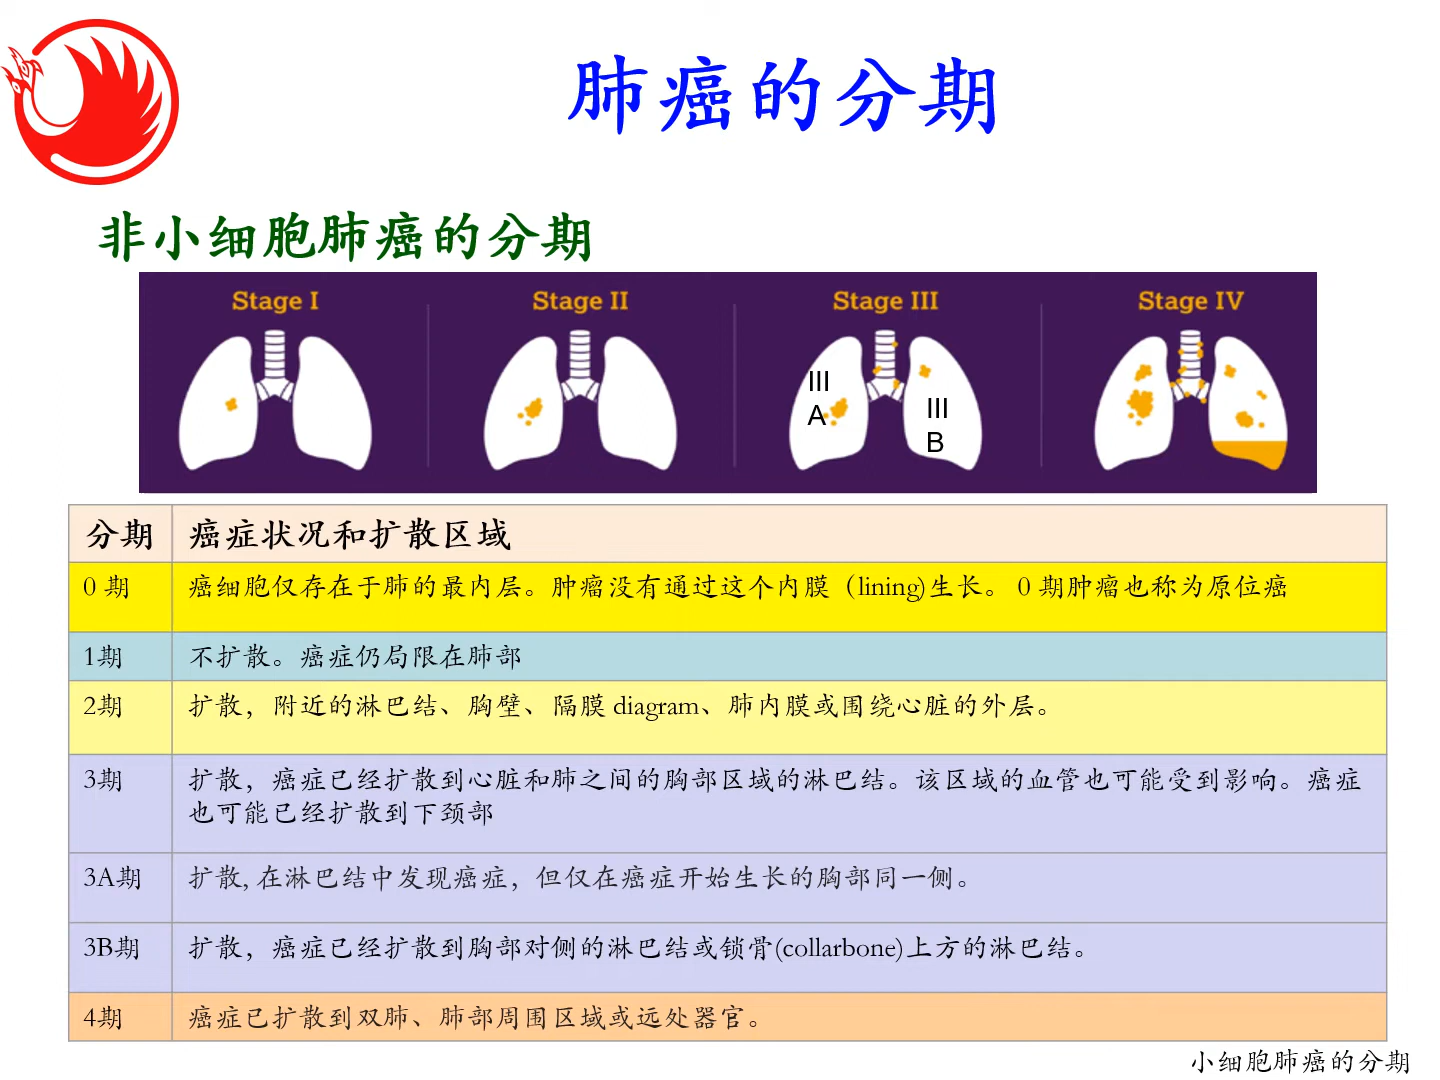 肺癌的分期
非小细胞肺癌的分期
Stage I
Stage II
Stage III
Stage IV
III
A
III
B
分期 癌症状况和扩散区域
0 期 癌细胞仅存在于肺的最内层。肿瘤没有通过这个内膜（lining)生长。 0 期肿瘤也称为原位癌
1期 不扩散。癌症仍局限在肺部
2期 扩散，附近的淋巴结、胸壁、隔膜 diagram、肺内膜或围绕心脏的外层。
3期 扩散，癌症已经扩散到心脏和肺之间的胸部区域的淋巴结。该区域的血管也可能受到影响。癌症
也可能已经扩散到下颈部
3A期 扩散, 在淋巴结中发现癌症，但仅在癌症开始生长的胸部同一侧。
3B期 扩散，癌症已经扩散到胸部对侧的淋巴结或锁骨(collarbone)上方的淋巴结。
4期 癌症已扩散到双肺、肺部周围区域或远处器官。
小细胞肺癌的分期